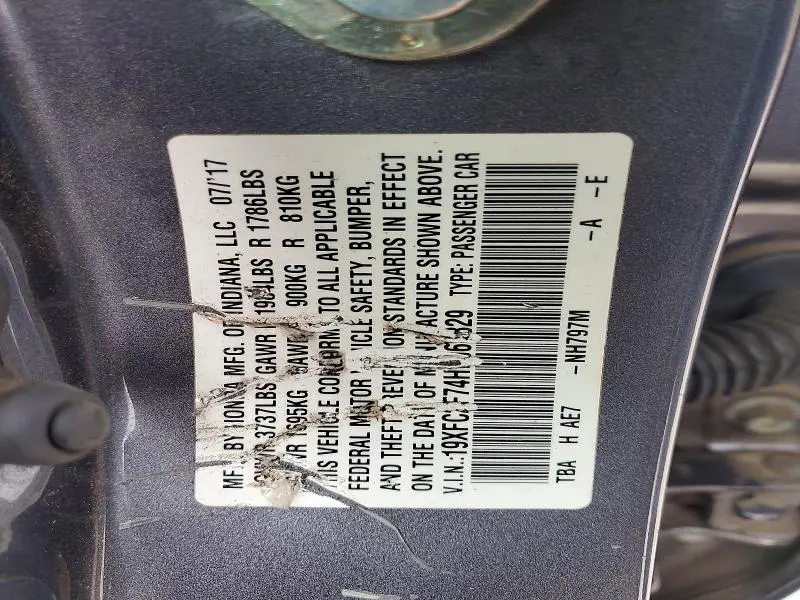 BY HONDA MFG. OF INDIANA, LLC 07/'17
3737LBS GAWR R 1786LBS
900KG R 810KG
THIS VEHICLE CONFORMS TO ALL APPLICABLE
FEDERAL MOTOR VEHICLE SAFETY, BUMPER,
AND THEFT PREVENTION STANDARDS IN EFFECT
ON THE DATE OF MANUFACTURE SHOWN ABOVE.
V.I.N.: TYPE: PASSENGER CAR
TBA H AE7 -NH797M -A -E